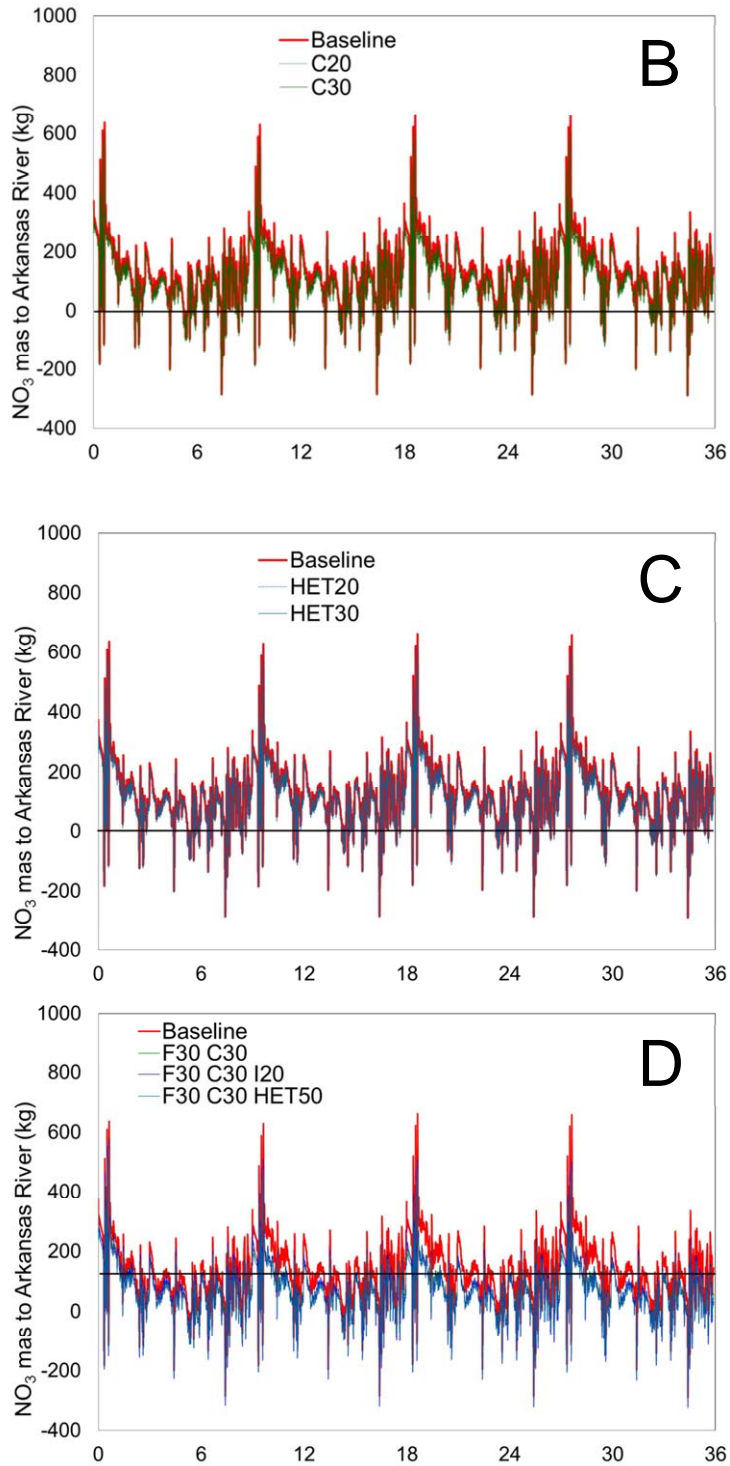 1000
800
600
400
200
0
-200
-400
NO₃ mas to Arkansas River (kg)
Baseline
C20
C30
B
0 6 12 18 24 30 36
1000
800
600
400
200
0
-200
-400
NO₃ mas to Arkansas River (kg)
Baseline
HET20
HET30
C
0 6 12 18 24 30 36
1000
800
600
400
200
0
-200
-400
NO₃ mas to Arkansas River (kg)
Baseline
F30 C30
F30 C30 I20
F30 C30 HET50
D
0 6 12 18 24 30 36